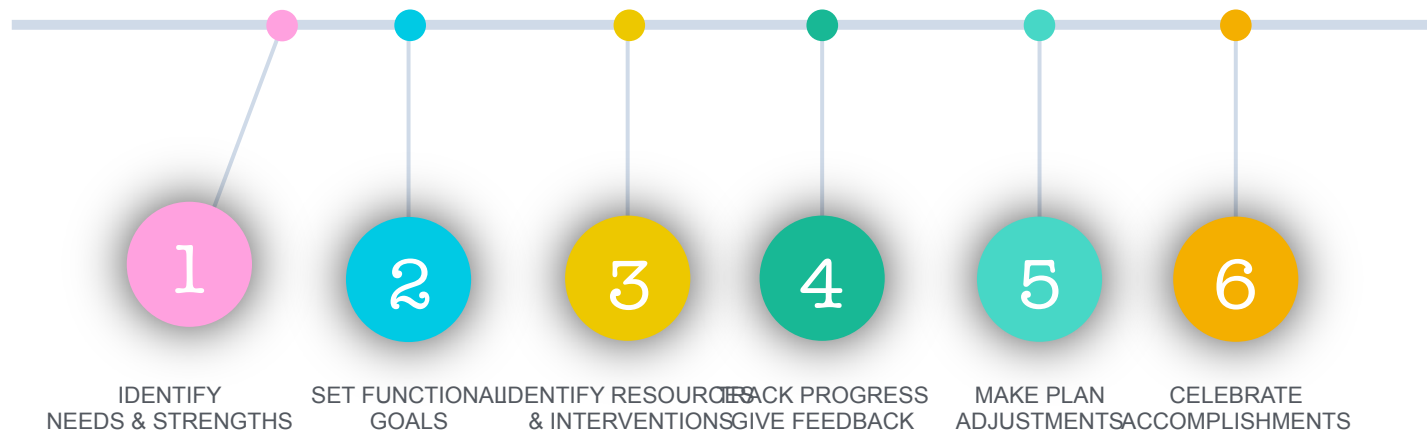 1
2
3
4
5
6
IDENTIFY
NEEDS & STRENGTHS
SET FUNCTIONAL
GOALS
IDENTIFY RESOURCES
& INTERVENTIONS
TRACK PROGRESS
GIVE FEEDBACK
MAKE PLAN
ADJUSTMENTS
CELEBRATE
ACCOMPLISHMENTS